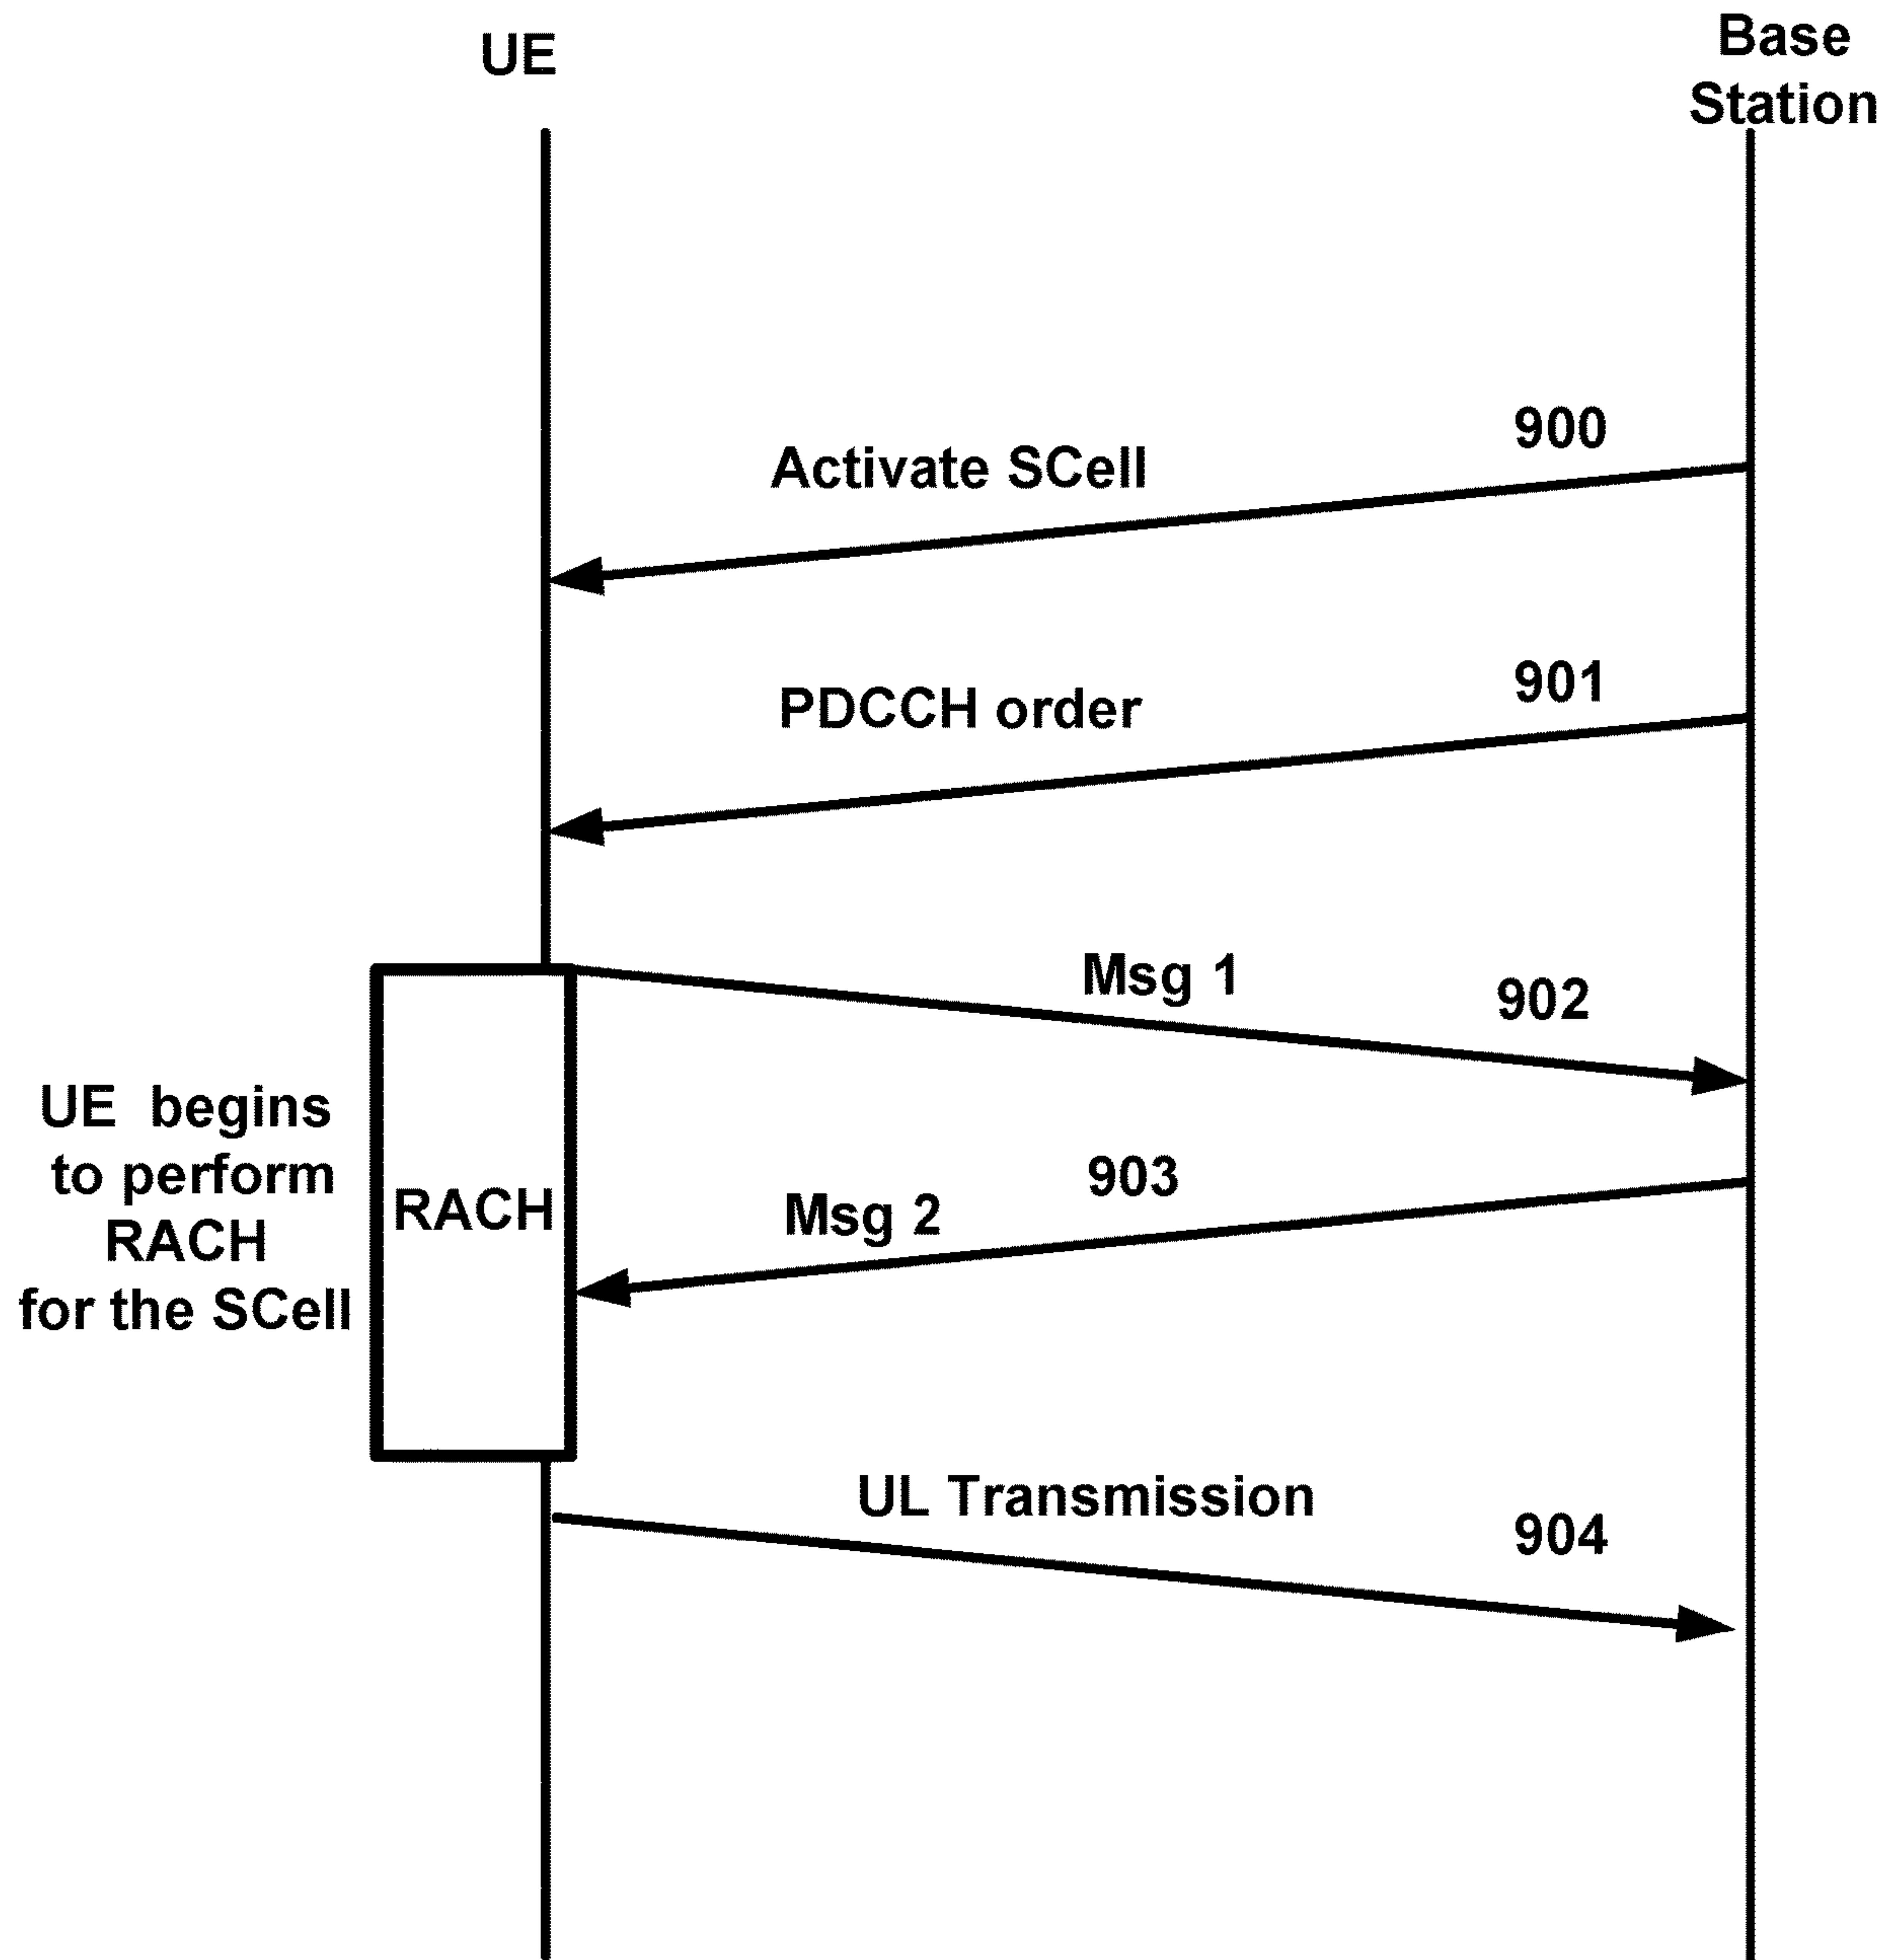 UE
Base
Station
900
Activate SCell
901
PDCCH order
Msg 1
902
UE begins
to perform
RACH
for the SCell
RACH
903
Msg 2
UL Transmission
904